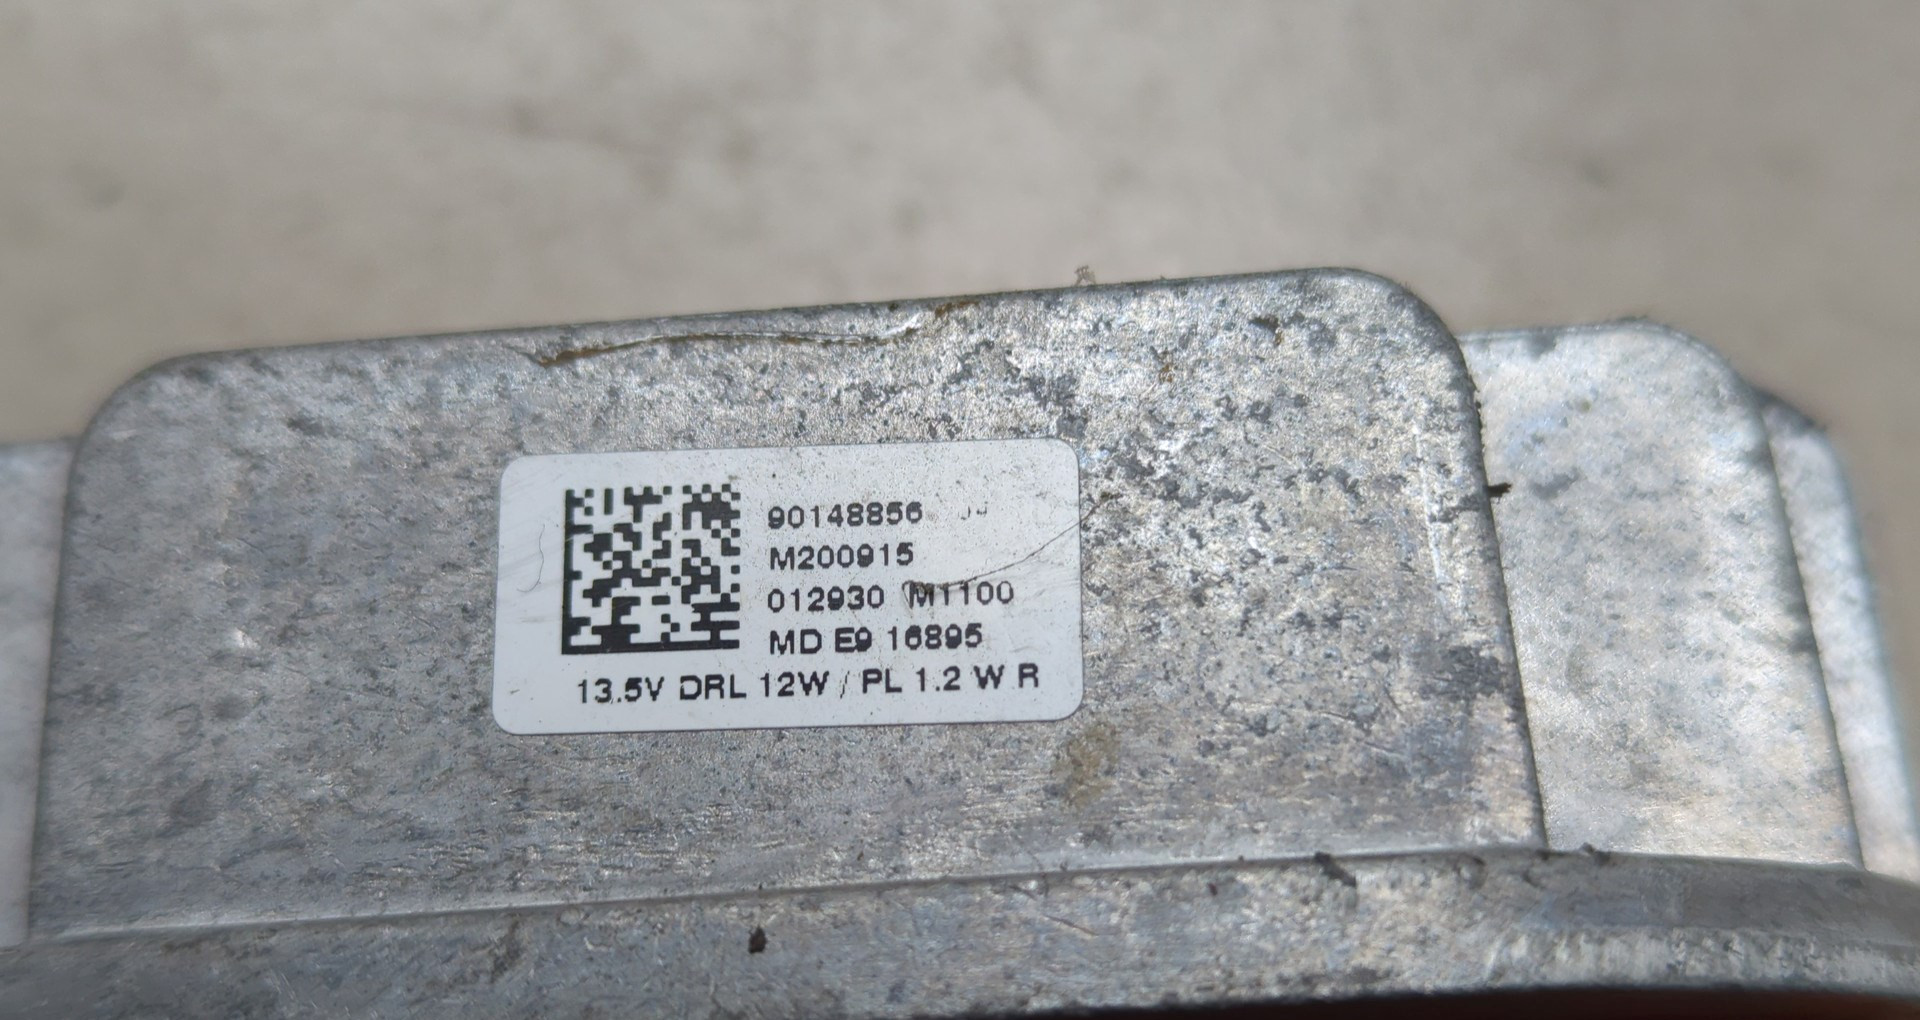 90148856
M200915
012930 M1100
MD E9 16895
13.5V DRL 12W / PL 1.2 W R